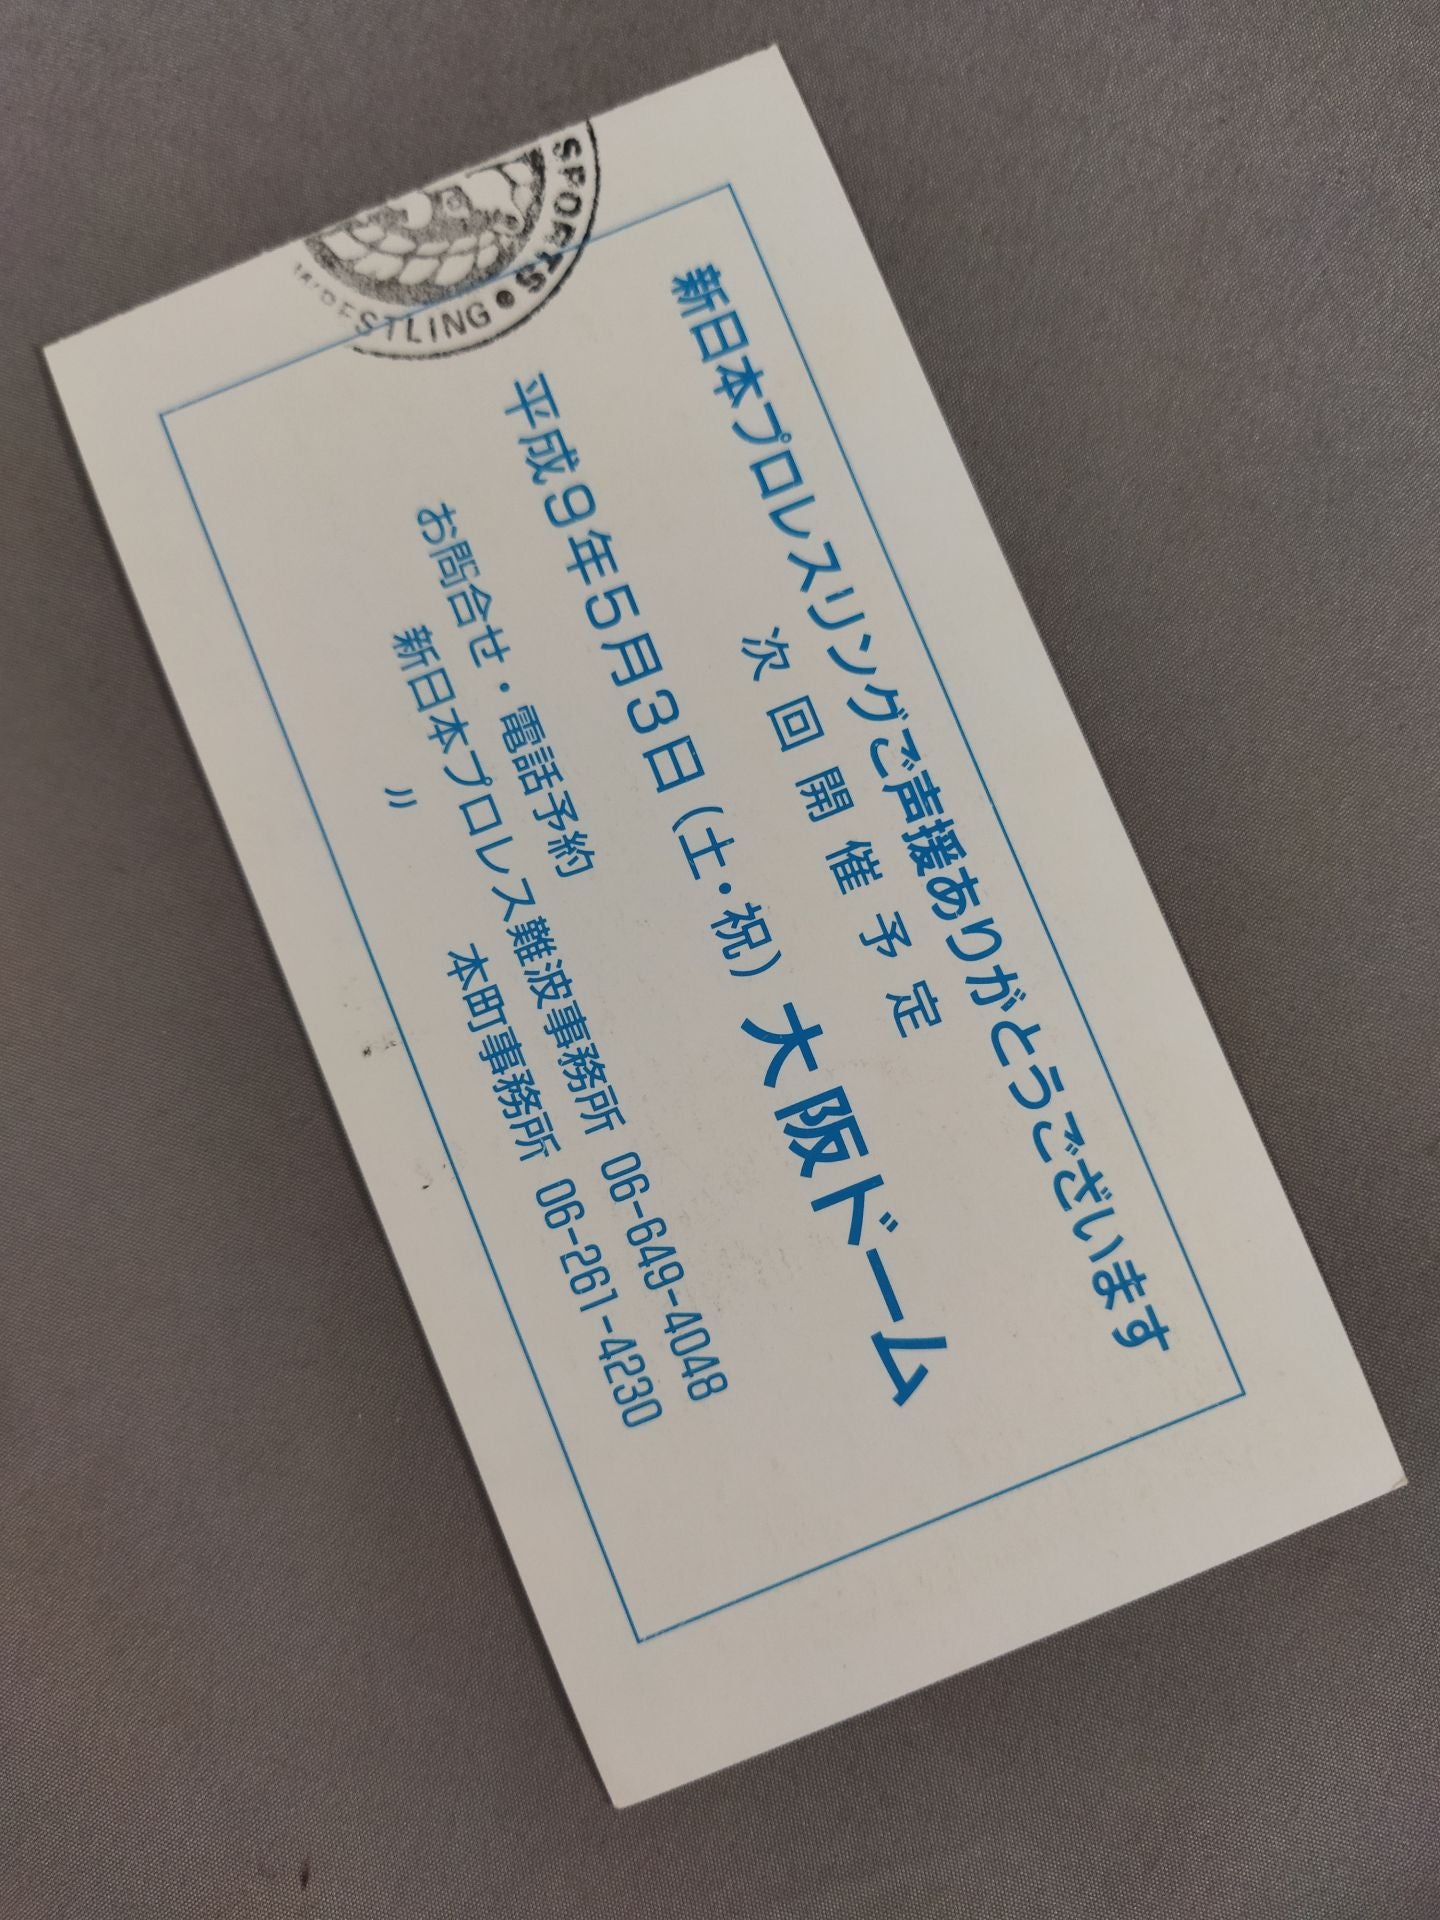 新日本プロレスリングご声援ありがとうございます
次回開催予定
平成9年5月3日(土・祝) 大阪ドーム
お問合せ・電話予約
新日本プロレス難波事務所 06-649-4048
〃 本町事務所 06-261-4230
SPORTS ● WRESTLING